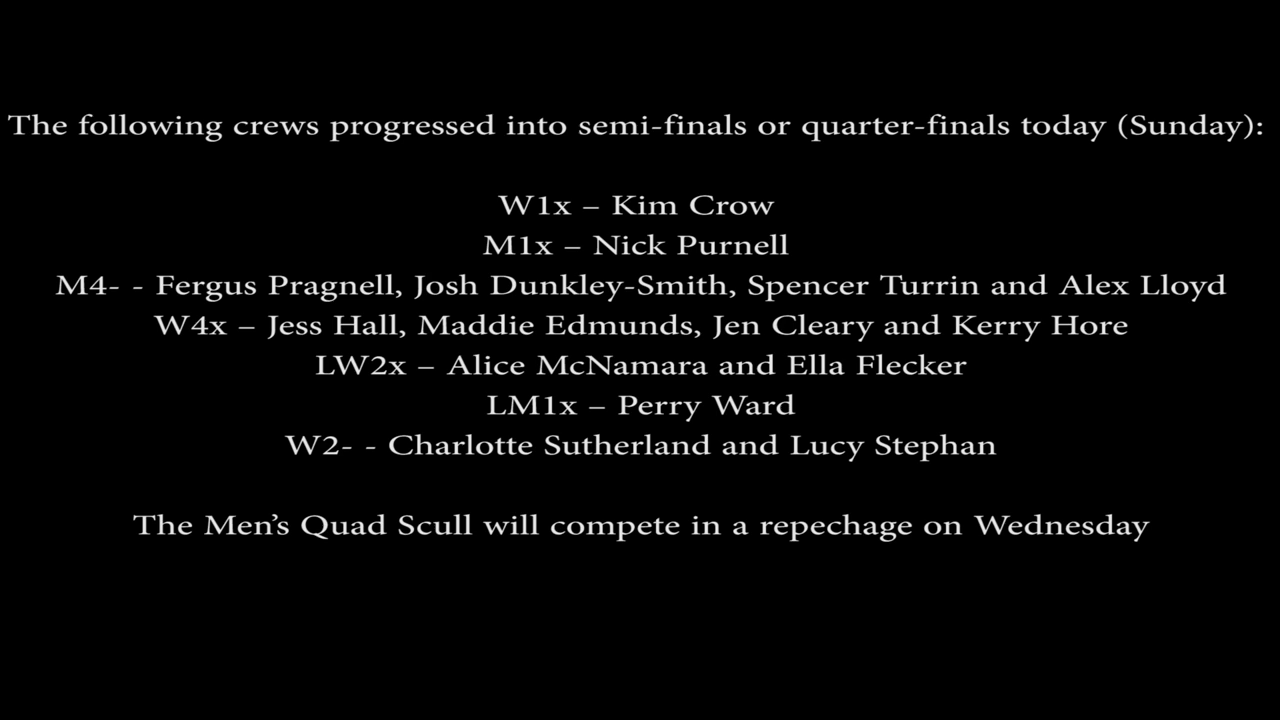 The following crews progressed into semi-finals or quarter-finals today (Sunday):
W1x – Kim Crow
M1x – Nick Purnell
M4- - Fergus Pragnell, Josh Dunkley-Smith, Spencer Turrin and Alex Lloyd
W4x – Jess Hall, Maddie Edmunds, Jen Cleary and Kerry Hore
LW2x – Alice McNamara and Ella Flecker
LM1x – Perry Ward
W2- - Charlotte Sutherland and Lucy Stephan
The Men’s Quad Scull will compete in a repechage on Wednesday